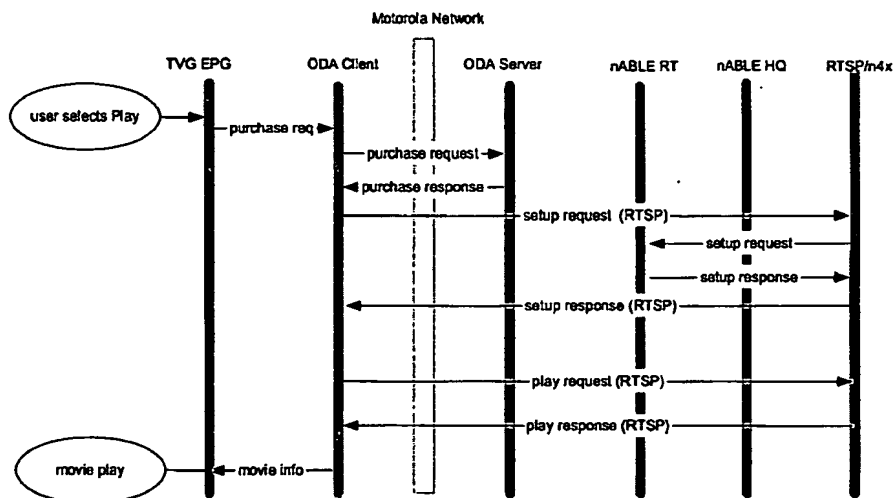 Motorola Network
TVG EPG
ODA Client
ODA Server
nABLE RT
nABLE HQ
RTSP/n4x
user selects Play
purchase req
purchase request
purchase response
setup request (RTSP)
setup request
setup response
setup response (RTSP)
play request (RTSP)
play response (RTSP)
movie play
movie info